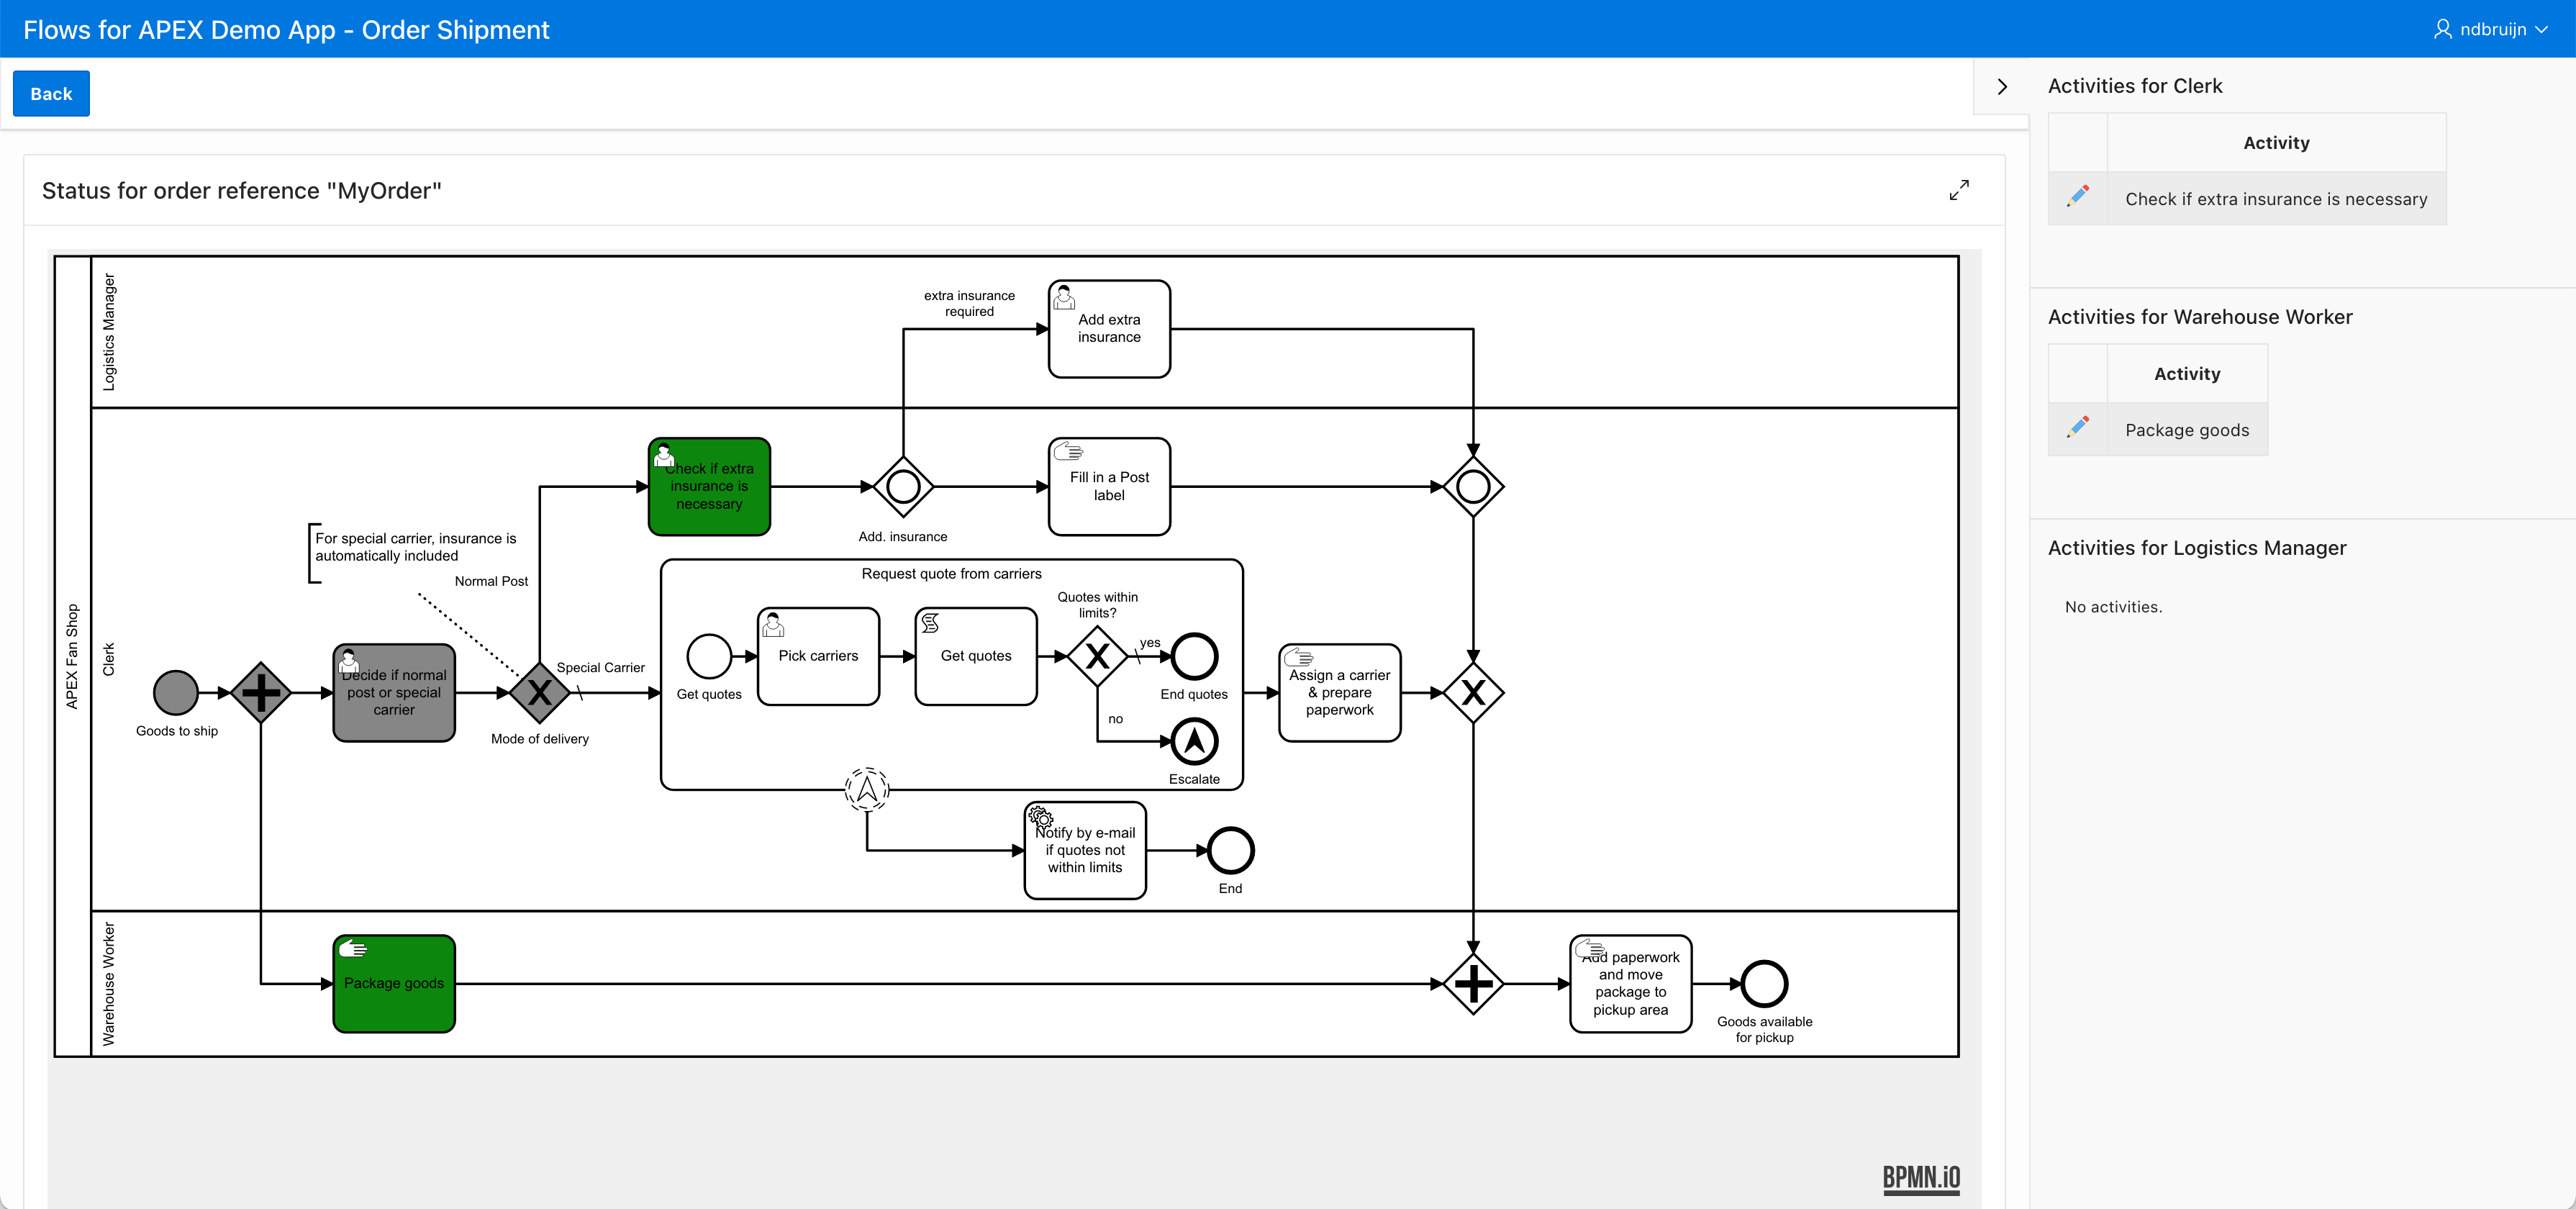 Flows for APEX Demo App - Order Shipment
ndbruijn
Back
Status for order reference "MyOrder"
APEX Fan Shop
Logistics Manager
extra insurance
required
Add extra
insurance
Clerk
Check if extra
insurance is
necessary
Add. insurance
Fill in a Post
label
For special carrier, insurance is
automatically included
Normal Post
Goods to ship
Decide if normal
post or special
carrier
Mode of delivery
Special Carrier
Request quote from carriers
Get quotes
Pick carriers
Get quotes
Quotes within
limits?
yes
End quotes
no
Escalate
Assign a carrier
& prepare
paperwork
Notify by e-mail
if quotes not
within limits
End
Warehouse Worker
Package goods
Add paperwork
and move
package to
pickup area
Goods available
for pickup
BPMN.iO
Activities for Clerk
Activity
Check if extra insurance is necessary
Activities for Warehouse Worker
Activity
Package goods
Activities for Logistics Manager
No activities.